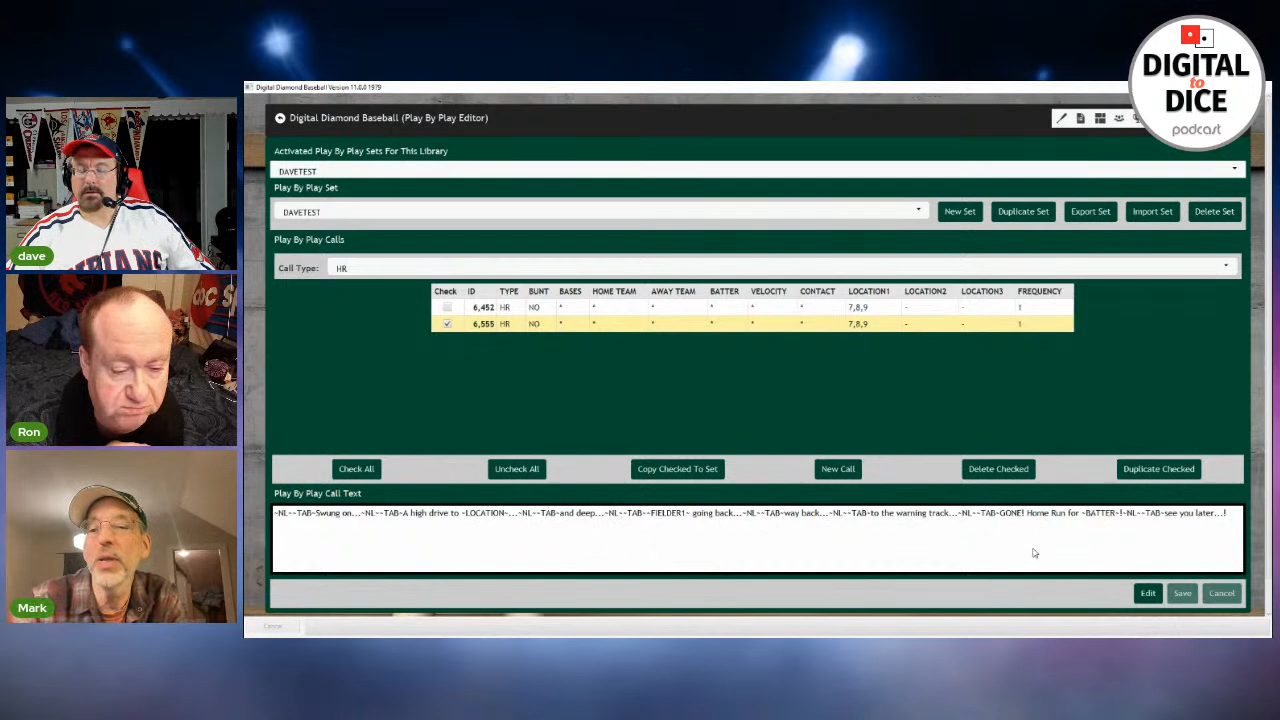 DIGITAL
to
DICE
podcast
Digital Diamond Baseball Version 11.0.0 1979
Digital Diamond Baseball (Play By Play Editor)
Activated Play By Play Sets For This Library
DAVETEST
Play By Play Set
DAVETEST
New Set Duplicate Set Export Set Import Set Delete Set
Play By Play Calls
Call Type: HR
Check ID TYPE BUNT BASES HOME TEAM AWAY TEAM BATTER VELOCITY CONTACT LOCATION1 LOCATION2 LOCATION3 FREQUENCY
6,452 HR NO * * * * * * 7,8,9 - - 1
6,555 HR NO * * * * * * 7,8,9 - - 1
Check All Uncheck All Copy Checked To Set New Call Delete Checked Duplicate Checked
Play By Play Call Text
~NL~~TAB~Swung on...~NL~~TAB~A high drive to ~LOCATION~...~NL~~TAB~and deep...~NL~~TAB~~FIELDER1~ going back...~NL~~TAB~way back...~NL~~TAB~to the warning track...~NL~~TAB~GONE! Home Run for ~BATTER~!~NL~~TAB~see you later...!
Edit Save Cancel
Cancel
dave
Ron
Mark